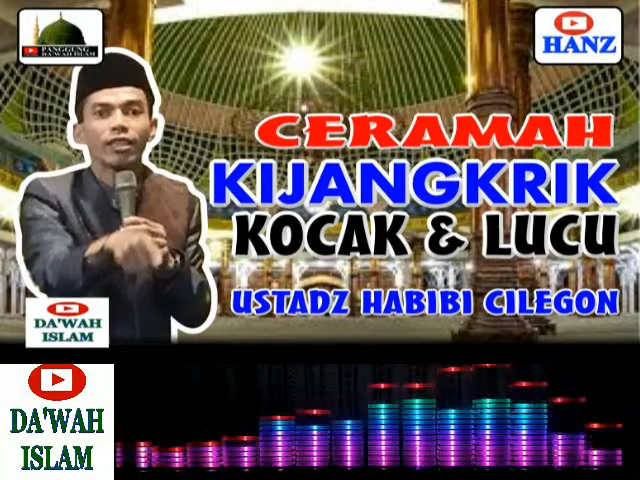 PANGGUNG
DA'WAH ISLAM
HANZ
CERAMAH
KIJANGKRIK
KOCAK & LUCU
USTADZ HABIBI CILEGON
DA'WAH
ISLAM
DA'WAH
ISLAM